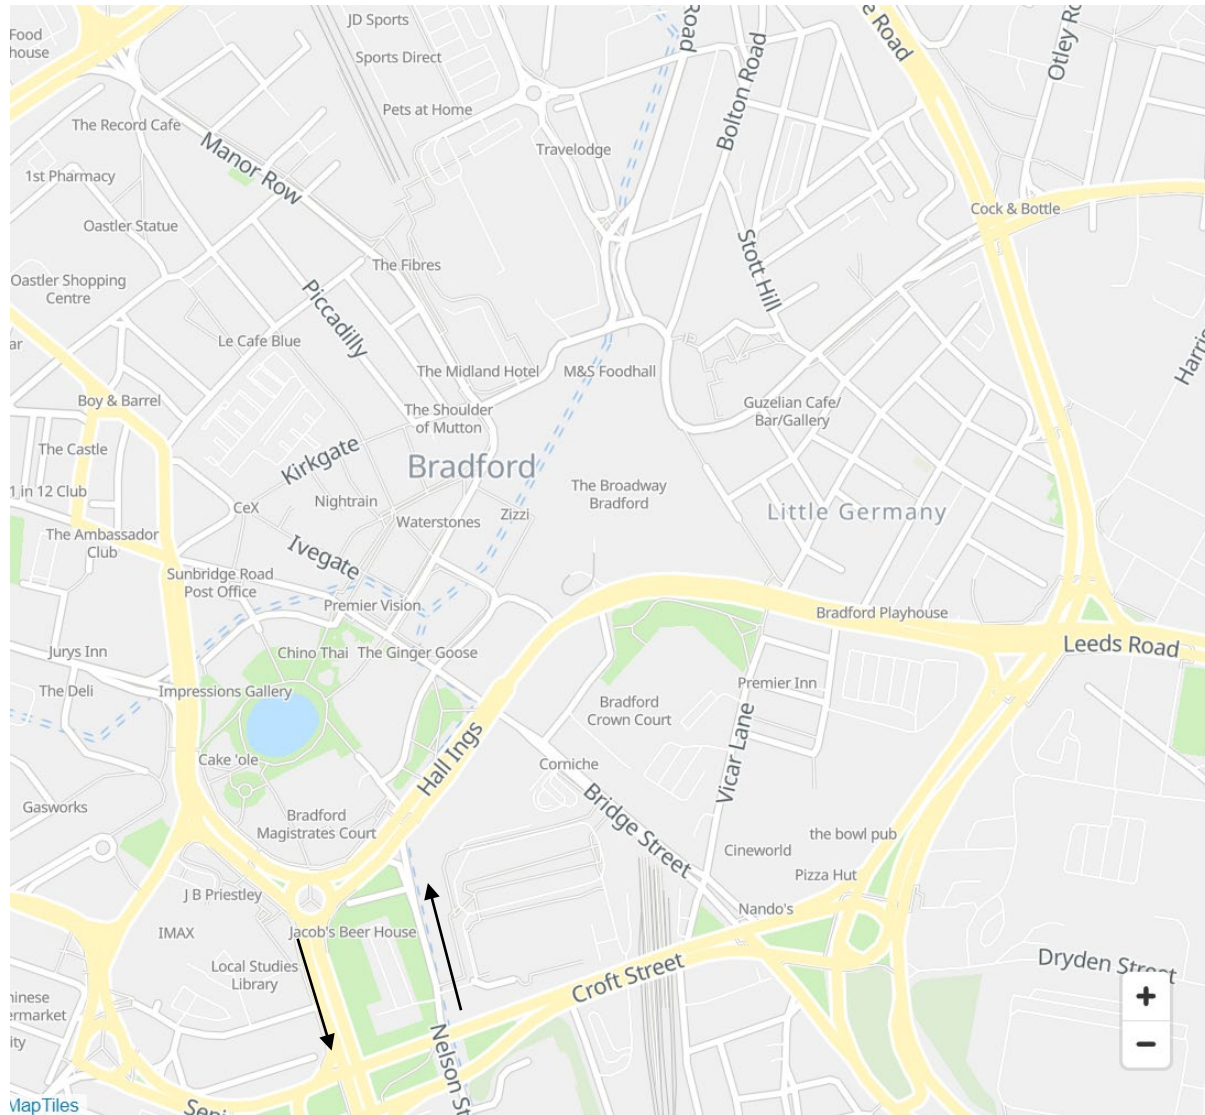 JD Sports
Food
house
Sports Direct
e Road
Otley Ro
Road
Bolton Road
Pets at Home
The Record Cafe
Manor Row
Travelodge
1st Pharmacy
Cock & Bottle
Oastler Statue
Stott Hill
The Fibres
Oastler Shopping
Centre
Piccadilly
Harris
ar
Le Cafe Blue
The Midland Hotel
M&S Foodhall
Boy & Barrel
The Shoulder
of Mutton
Guzelian Cafe/
Bar/Gallery
The Castle
Kirkgate
Bradford
1 in 12 Club
Nightrain
The Broadway
Bradford
CeX
Waterstones
Zizzi
Little Germany
The Ambassador
Club
Ivegate
Sunbridge Road
Post Office
Premier Vision
Bradford Playhouse
Jurys Inn
Chino Thai
The Ginger Goose
Leeds Road
The Deli
Impressions Gallery
Premier Inn
Bradford
Crown Court
Hall Ings
Vicar Lane
Cake 'ole
Corniche
Gasworks
Bradford
Magistrates Court
Bridge Street
the bowl pub
Cineworld
J B Priestley
Pizza Hut
Nando's
IMAX
Jacob's Beer House
Local Studies
Library
Croft Street
Dryden Street
hinese
ermarket
+
ity
Nelson St
−
MapTiles